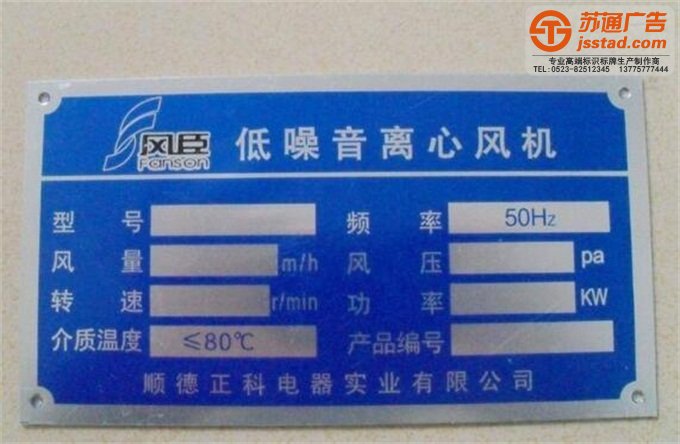 苏通广告
jsstad.com
专业高端标识标牌生产制作商
TEL:0523-82512345 13775777444
风臣 低噪音离心风机
Fanson
型号 频率 50Hz
风量 m/h 风压 pa
转速 r/min 功率 KW
介质温度 ≤80℃ 产品编号
顺德正科电器实业有限公司